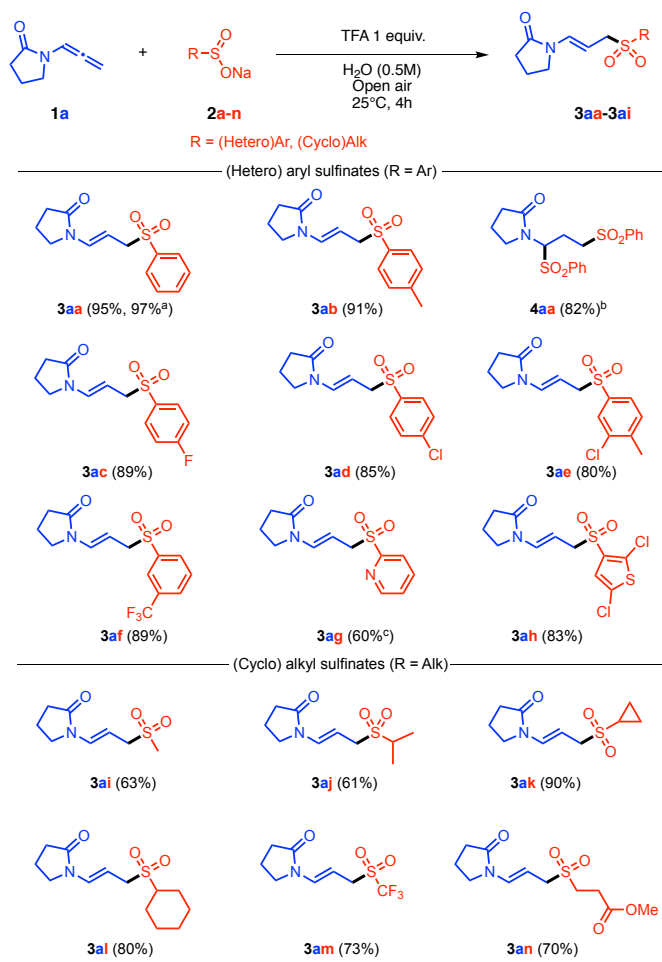 O
N
1a
+
R
S
O
ONa
2a-n
R = (Hetero)Ar, (Cyclo)Alk
TFA 1 equiv.
H2O (0.5M)
Open air
25°C, 4h
O
N
S
R
O O
3aa-3ai
(Hetero) aryl sulfinates (R = Ar)
O
N
O
S
O
3aa (95%, 97%ᵃ)
O
N
O
S
O
3ab (91%)
O
N
SO2Ph
SO2Ph
4aa (82%)ᵇ
O
N
O
S
O
F
3ac (89%)
O
N
O
S
O
Cl
3ad (85%)
O
N
O
S
O
Cl
3ae (80%)
O
N
O
S
O
F3C
3af (89%)
O
N
O
S
O
N
3ag (60%ᶜ)
O
N
O
S
O
Cl
S
Cl
3ah (83%)
(Cyclo) alkyl sulfinates (R = Alk)
O
N
O
S
O
3ai (63%)
O
N
O
S
O
3aj (61%)
O
N
S
O
O
3ak (90%)
O
N
O
S
O
3al (80%)
O
N
O
S
O
CF3
3am (73%)
O
N
O
S
O
O
OMe
3an (70%)